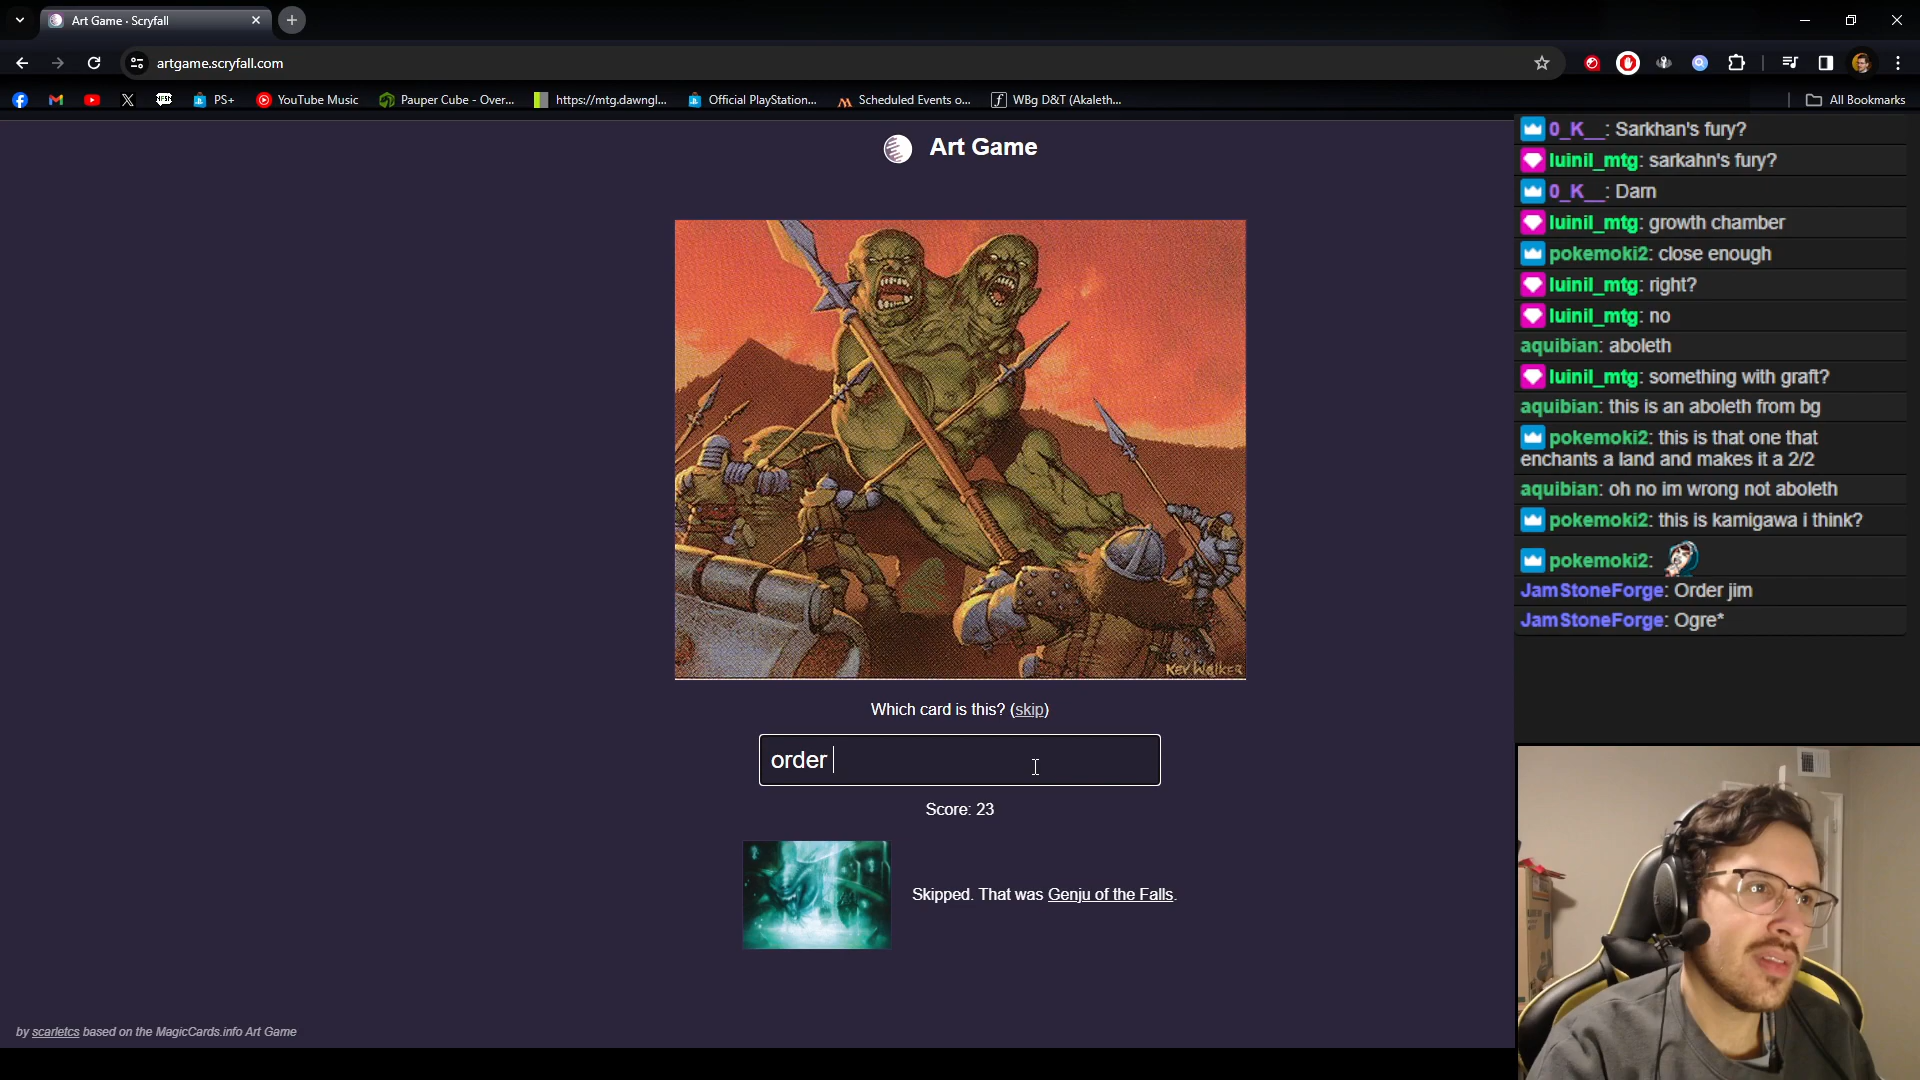 Art Game · Scryfall
artgame.scryfall.com
PS+
YouTube Music
Pauper Cube - Over...
https://mtg.dawngl...
Official PlayStation...
Scheduled Events o...
WBg D&T (Akaleth...
All Bookmarks
Art Game
KEV WALKER
Which card is this? (skip)
order
Score: 23
Skipped. That was Genju of the Falls.
by scarletcs based on the MagicCards.info Art Game
0_K__: Sarkhan's fury?
luinil_mtg: sarkahn's fury?
0_K__: Darn
luinil_mtg: growth chamber
pokemoki2: close enough
luinil_mtg: right?
luinil_mtg: no
aquibian: aboleth
luinil_mtg: something with graft?
aquibian: this is an aboleth from bg
pokemoki2: this is that one that
enchants a land and makes it a 2/2
aquibian: oh no im wrong not aboleth
pokemoki2: this is kamigawa i think?
pokemoki2:
JamStoneForge: Order jim
JamStoneForge: Ogre*